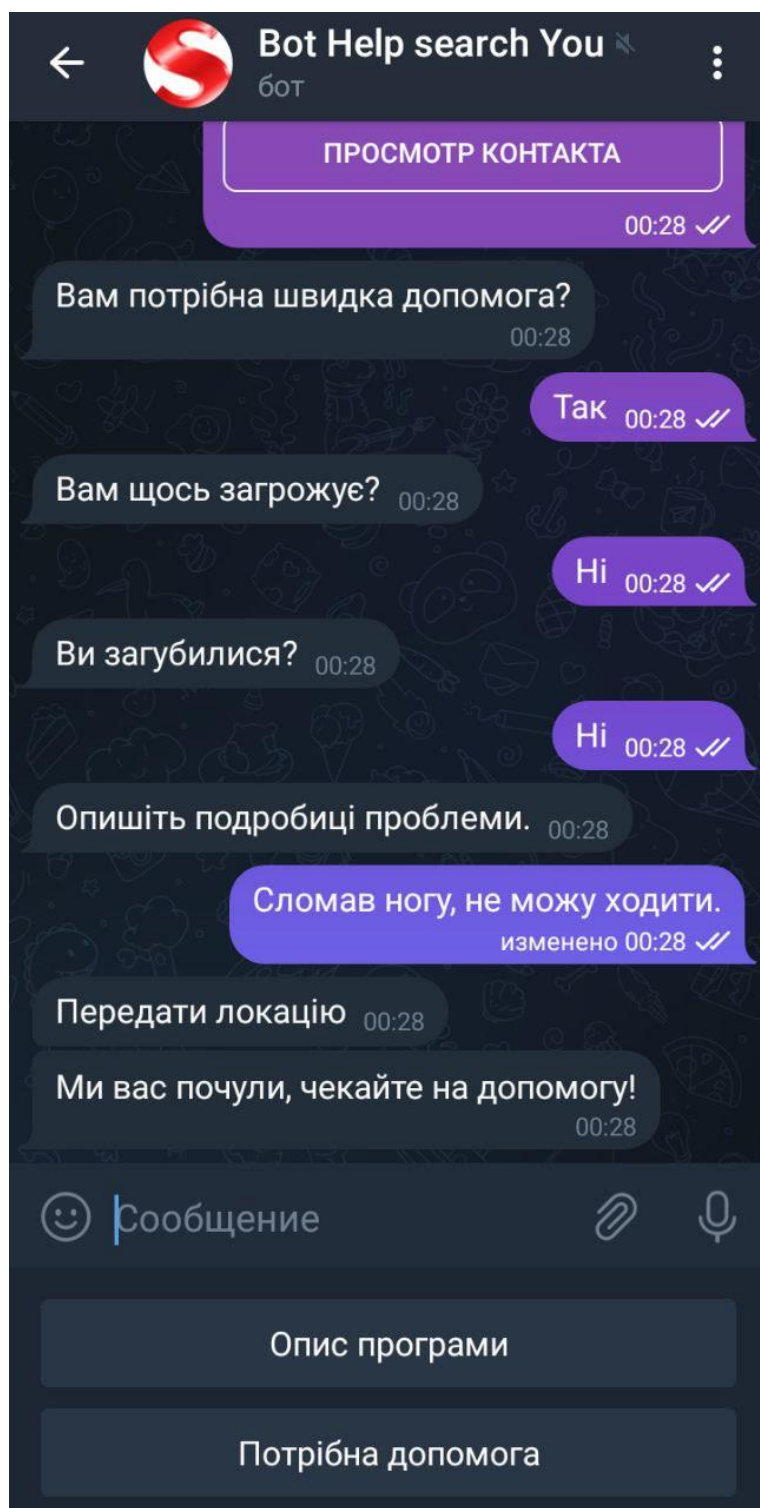 Bot Help search You
бот
ПРОСМОТР КОНТАКТА
00:28
Вам потрібна швидка допомога?
00:28
Так 00:28
Вам щось загрожує? 00:28
Ні 00:28
Ви загубилися? 00:28
Ні 00:28
Опишіть подробиці проблеми. 00:28
Сломав ногу, не можу ходити.
изменено 00:28
Передати локацію 00:28
Ми вас почули, чекайте на допомогу!
00:28
Сообщение
Опис програми
Потрібна допомога